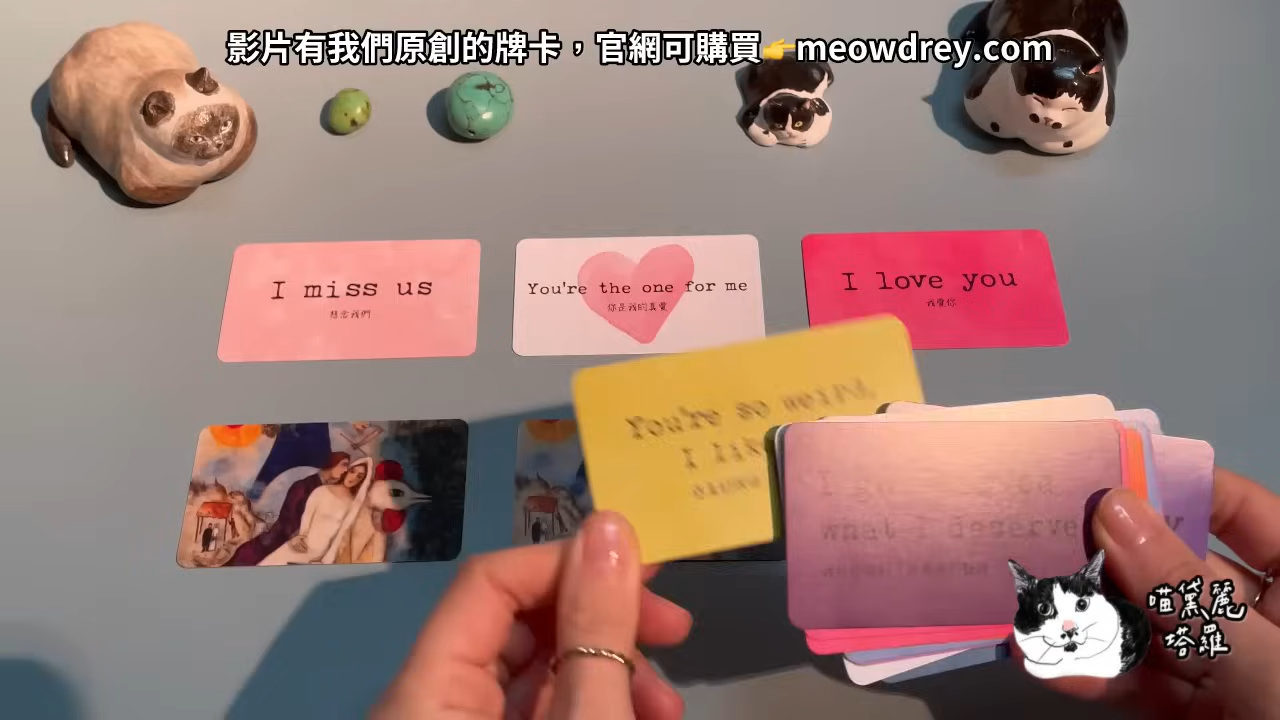 影片有我們原創的牌卡，官網可購買👉meowdrey.com
I miss us
想念我們
You're the one for me
你是我的真愛
I love you
我愛你
You're so weird,
I
I
what I deserve
喵黛麗
塔羅